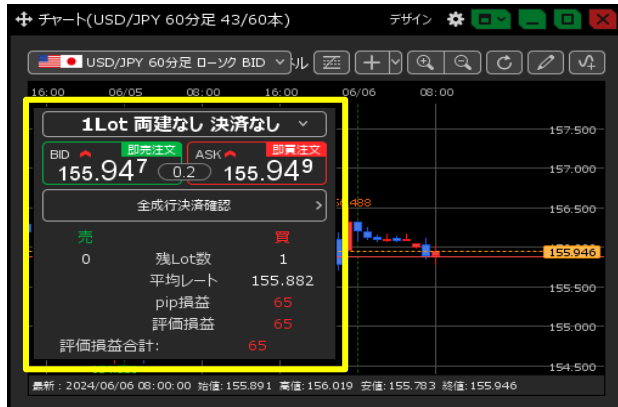 チャート(USD/JPY 60分足 43/60本)
デザイン
USD/JPY 60分足 ローソク BID
ル
16:00 06/05 08:00 16:00 06/06 08:00
1Lot 両建なし 決済なし
BID 即売注文 ASK 即買注文
155.947 0.2 155.949
全成行決済確認
売 買
0 残Lot数 1
平均レート 155.882
pip損益 65
評価損益 65
評価損益合計: 65
157.500
157.000
156.500
155.946
155.500
155.000
154.500
最新:2024/06/06 08:00:00 始値:155.891 高値:156.019 安値:155.783 終値:155.946